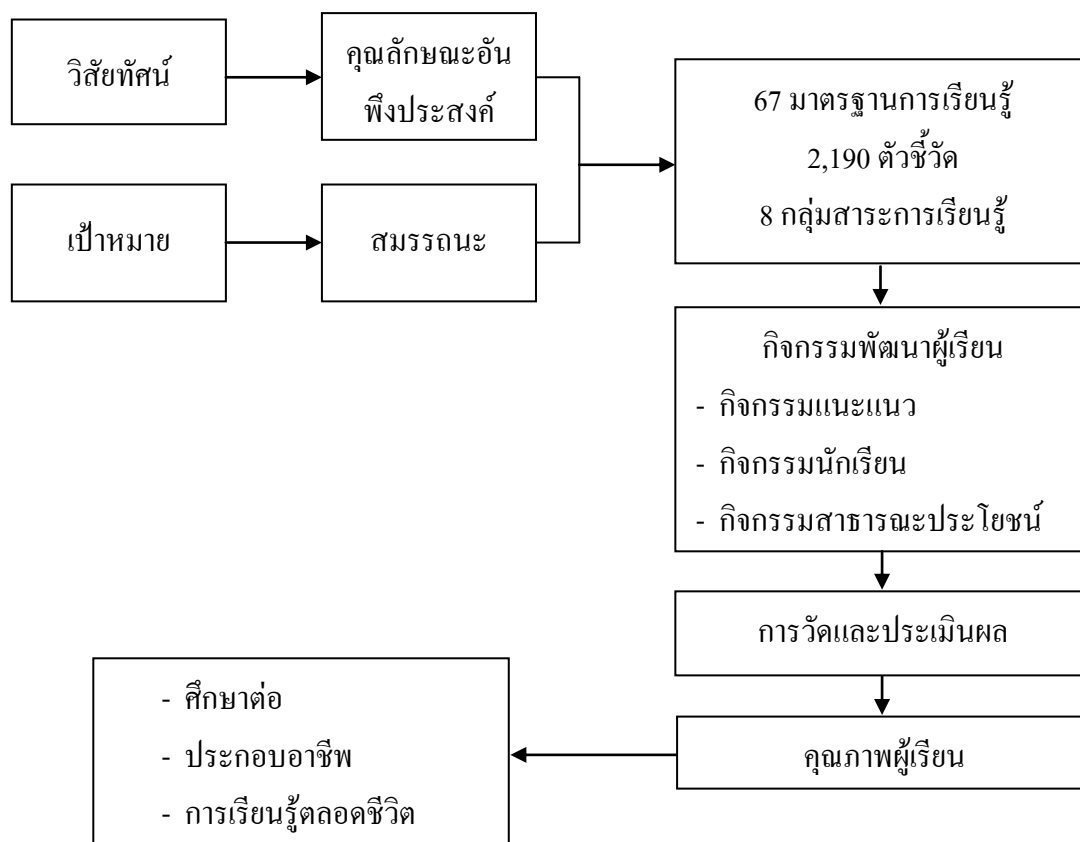 วิสัยทัศน์
คุณลักษณะอัน
พึงประสงค์
67 มาตรฐานการเรียนรู้
2,190 ตัวชี้วัด
8 กลุ่มสาระการเรียนรู้
เป้าหมาย
สมรรถนะ
กิจกรรมพัฒนาผู้เรียน
- กิจกรรมแนะแนว
- กิจกรรมนักเรียน
- กิจกรรมสาธารณะประโยชน์
การวัดและประเมินผล
คุณภาพผู้เรียน
- ศึกษาต่อ
- ประกอบอาชีพ
- การเรียนรู้ตลอดชีวิต